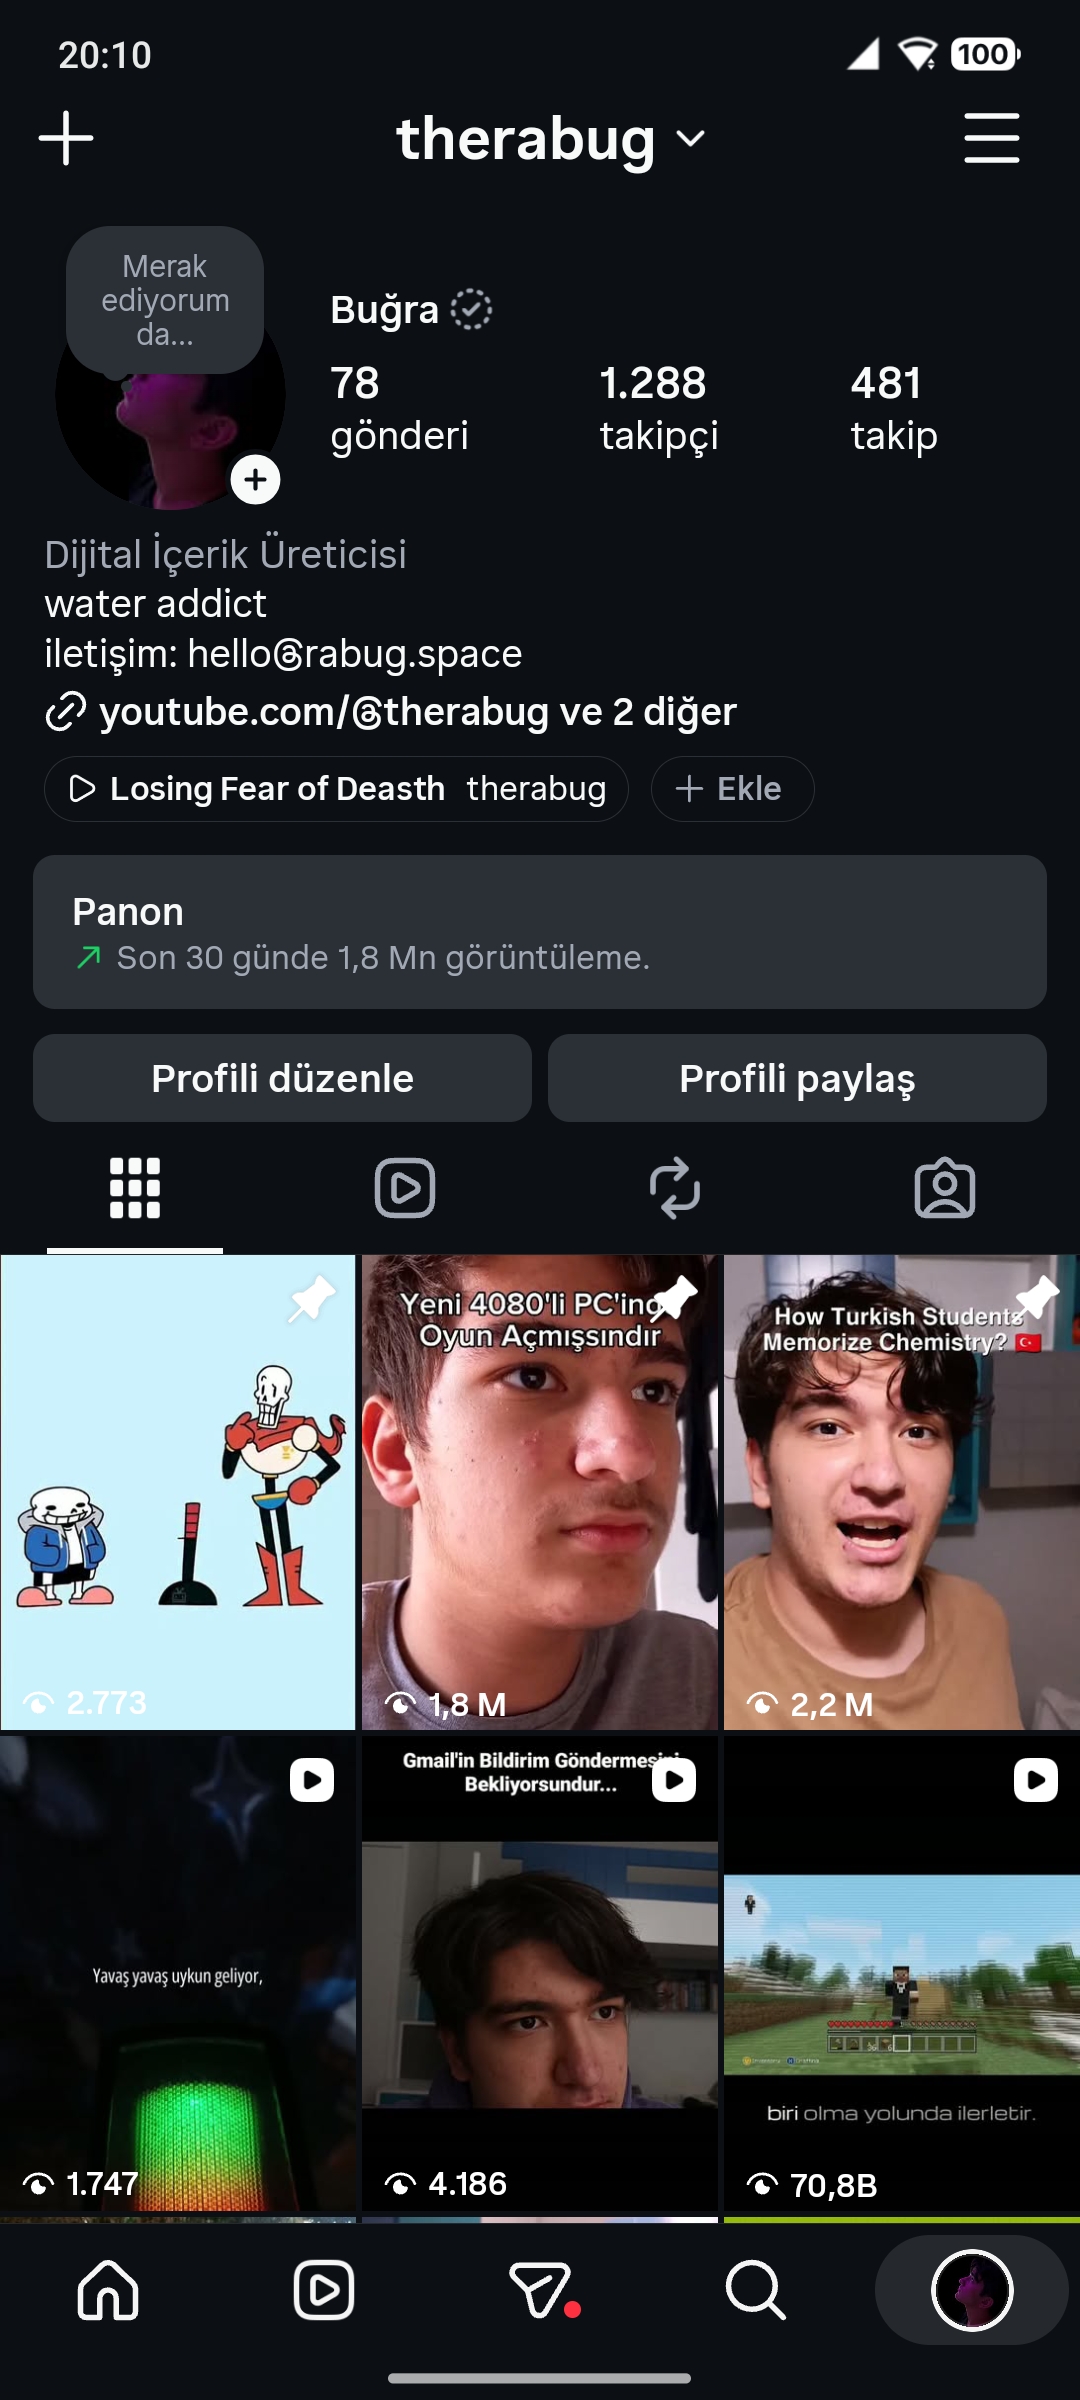 20:10
100
therabug
Merak
ediyorum
da...
Buğra
78
gönderi
1.288
takipçi
481
takip
Dijital İçerik Üreticisi
water addict
iletişim: hello@rabug.space
youtube.com/@therabug ve 2 diğer
Losing Fear of Deasth therabug
Ekle
Panon
Son 30 günde 1,8 Mn görüntüleme.
Profili düzenle
Profili paylaş
2.773
Yeni 4080'li PC'ing
Oyun Açmışsındır
1,8 M
How Turkish Students
Memorize Chemistry?
2,2 M
Yavaş yavaş uykun geliyor,
1.747
Gmail'in Bildirim Göndermesini
Bekliyorsundur...
4.186
biri olma yolunda ilerletir.
70,8B